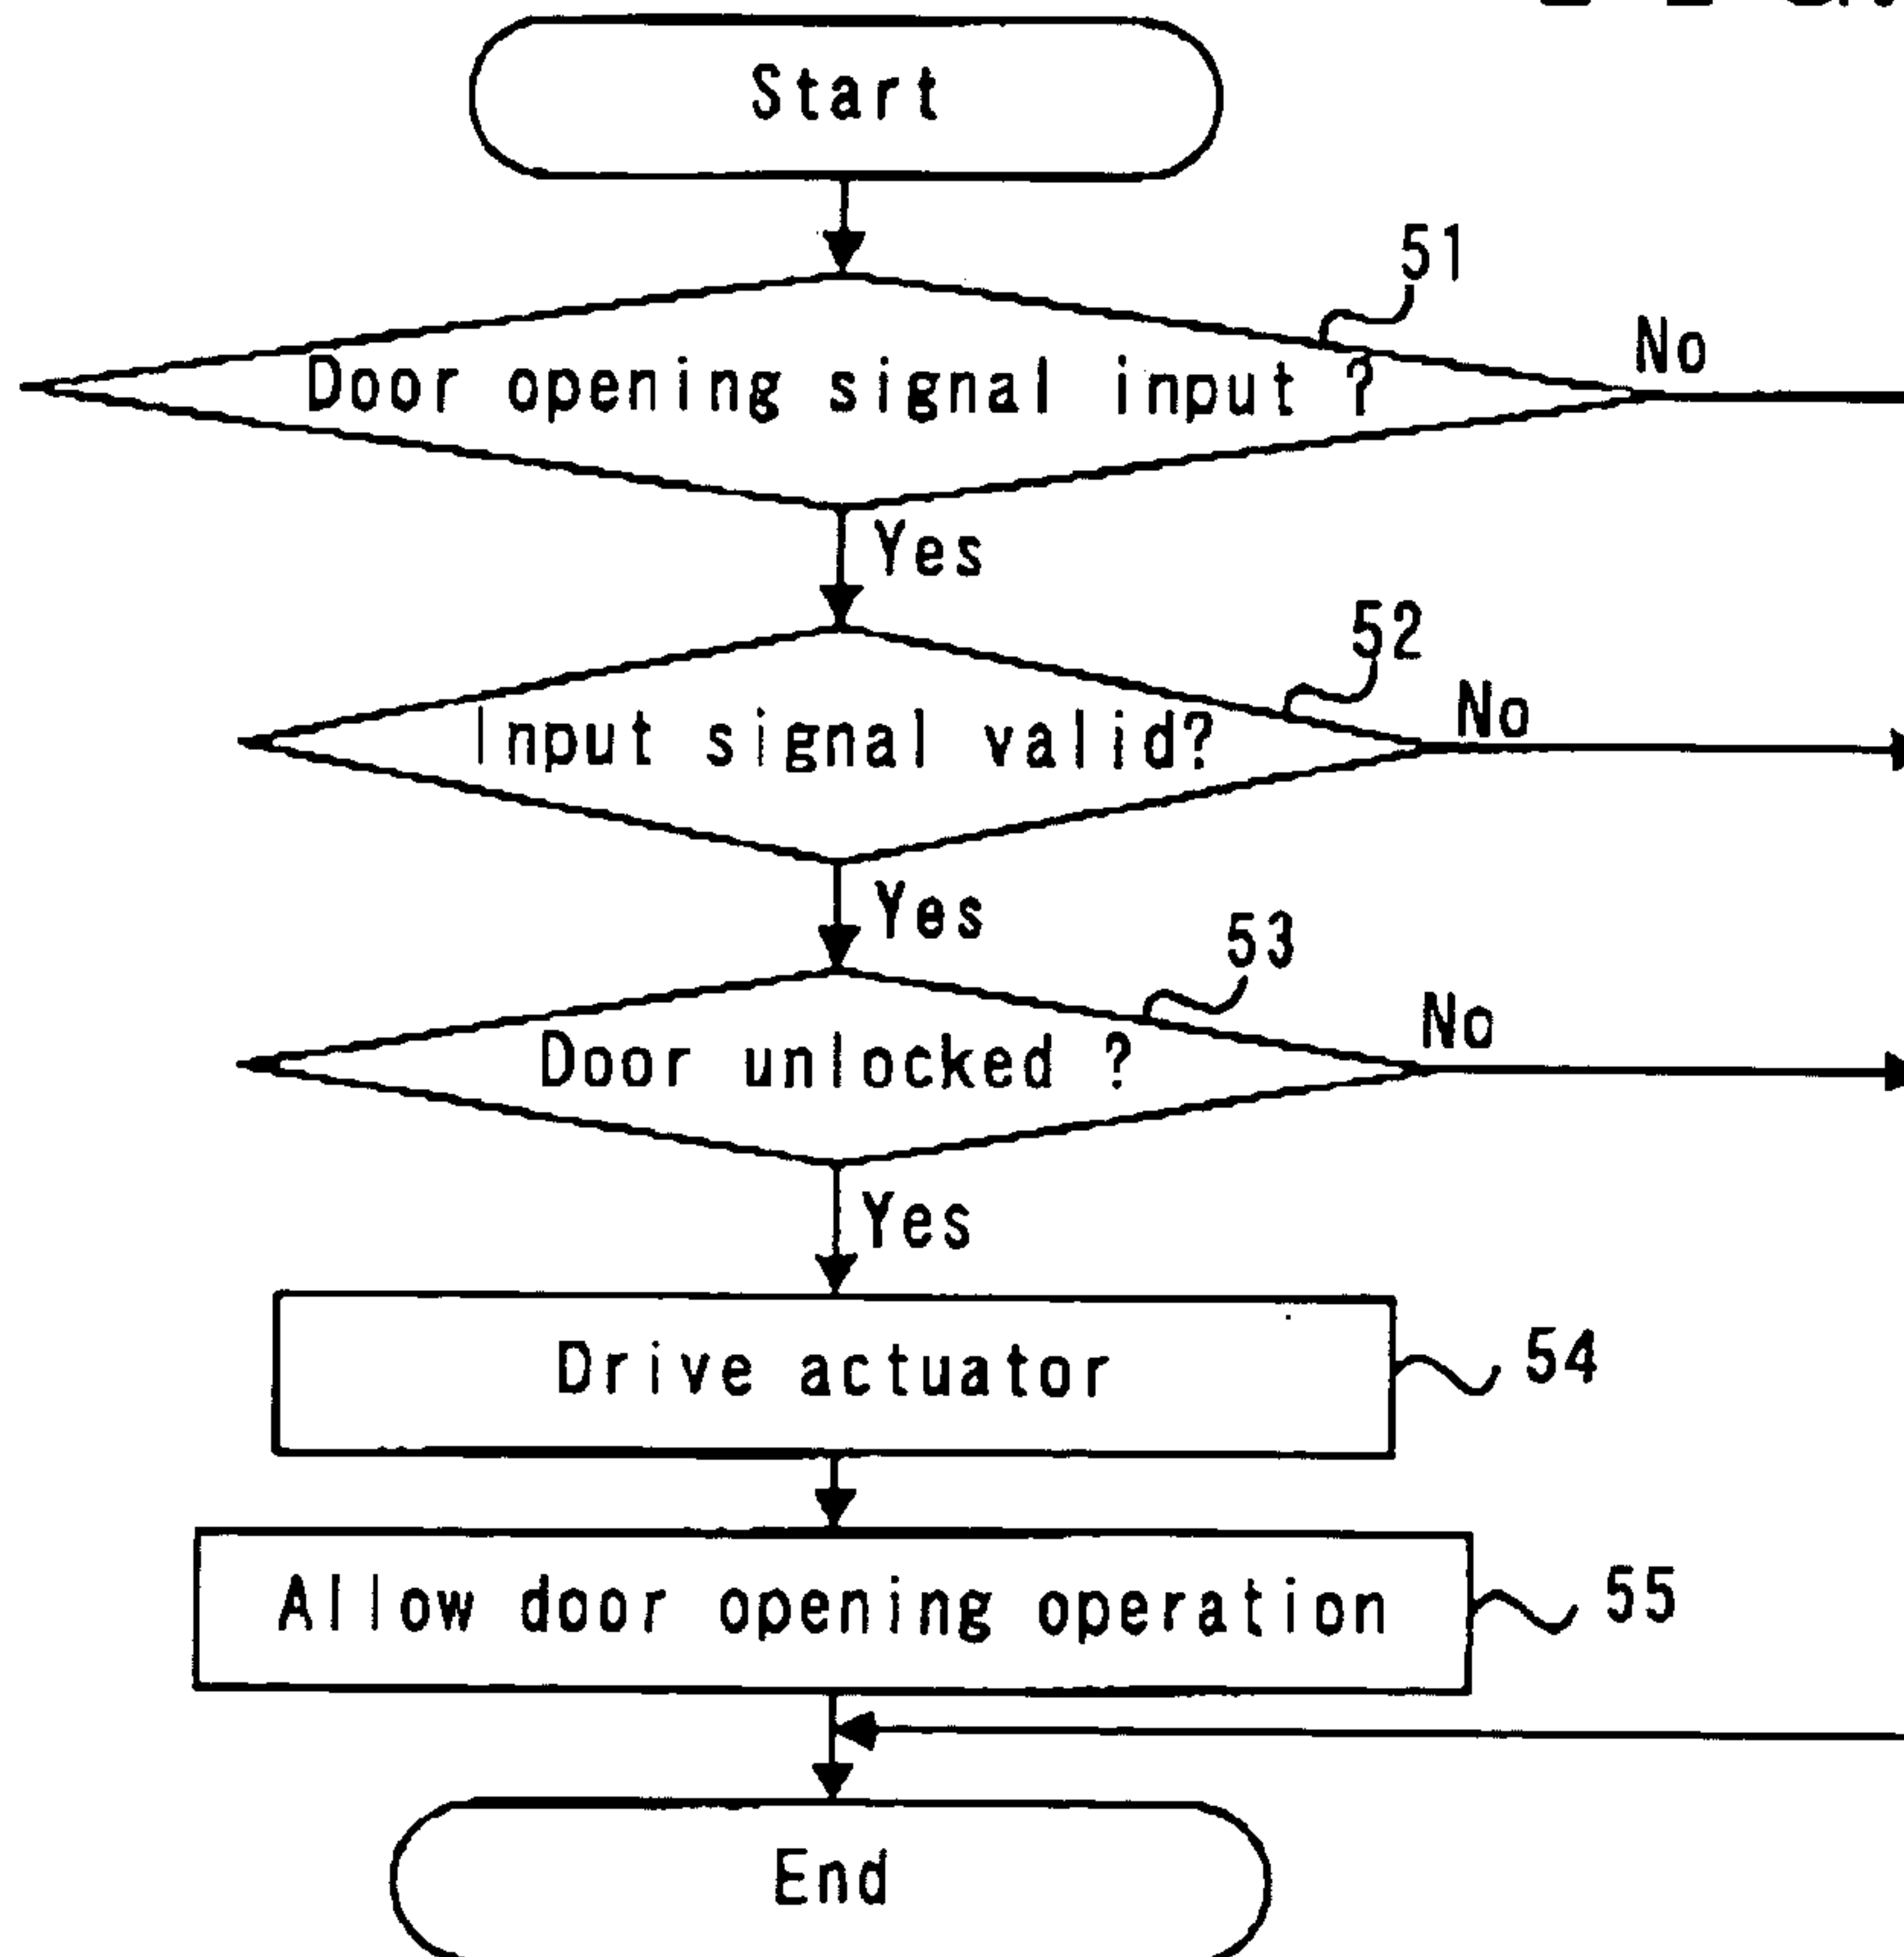 Start
51
Door opening signal input ?
No
Yes
52
Input signal valid?
No
Yes
53
Door unlocked ?
No
Yes
Drive actuator
54
Allow door opening operation
55
End